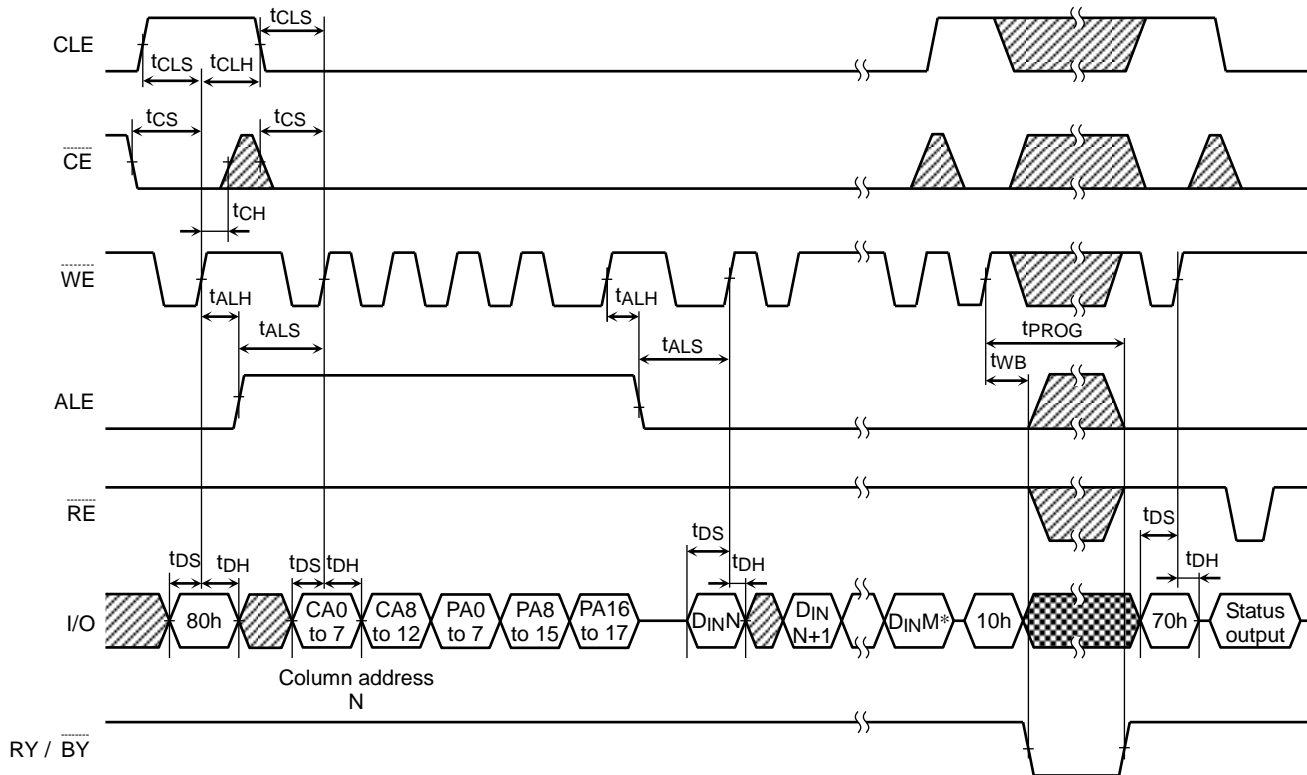 tCLS
CLE
tCLS tCLH
tCS tCS
CE
tCH
WE
tALH tALH
tALS tPROG
tALS
tWB
ALE
RE
tDS tDH tDS tDH tDS tDH tDS tDH
I/O 80h CA0 to 7 CA8 to 12 PA0 to 7 PA8 to 15 PA16 to 17 DINN DIN N+1 DINM* 10h 70h Status output
Column address
N
RY / BY